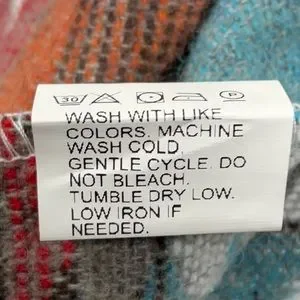 30 P
WASH WITH LIKE
COLORS. MACHINE
WASH COLD.
GENTLE CYCLE. DO
NOT BLEACH.
TUMBLE DRY LOW.
LOW IRON IF
NEEDED.